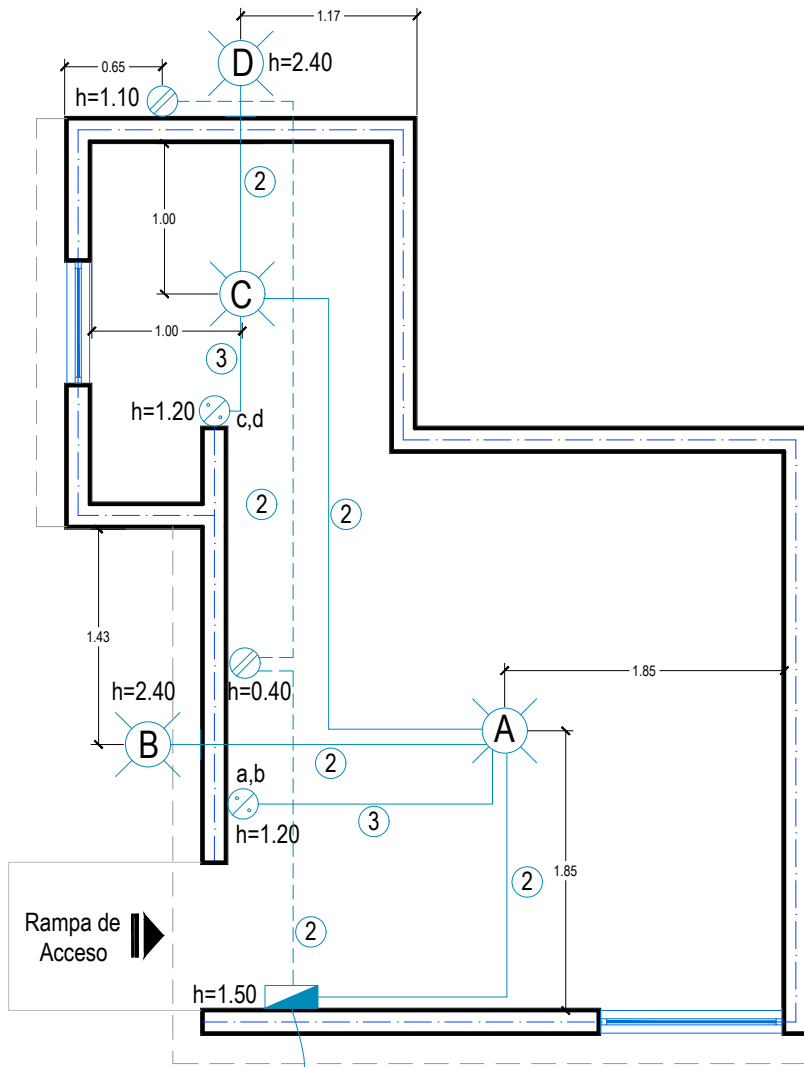 1.17
D h=2.40
0.65
h=1.10
2
1.00
C
1.00
3
h=1.20
c,d
2
2
1.43
1.85
h=2.40
h=0.40
A
B
2
a,b
3
h=1.20
1.85
2
Rampa de
Acceso
2
h=1.50